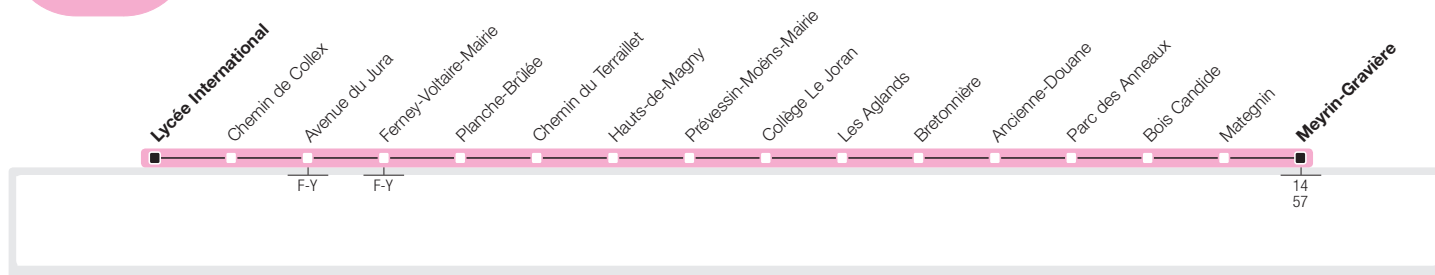 Lycée International
Chemin de Collex
Avenue du Jura
Ferney-Voltaire-Mairie
Planche-Brûlée
Chemin du Terraillet
Hauts-de-Magny
Prévessin-Moëns-Mairie
Collège Le Joran
Les Aglands
Bretonnière
Ancienne-Douane
Parc des Anneaux
Bois Candide
Mategnin
Meyrin-Gravière
F-Y
F-Y
14
57